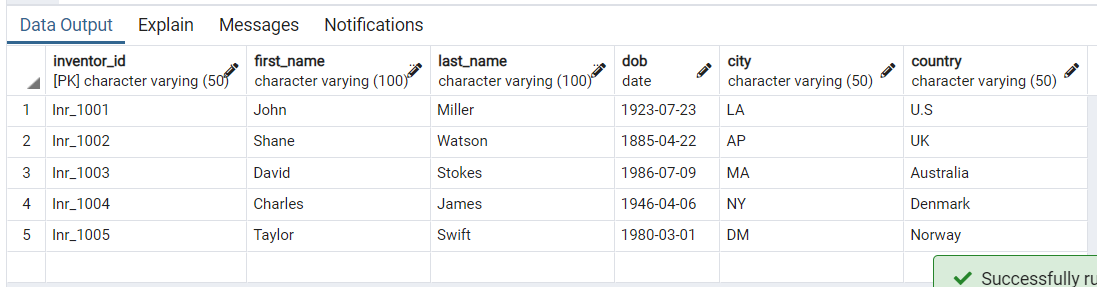 Data Output Explain Messages Notifications
inventor_id first_name last_name dob city country
[PK] character varying (50) character varying (100) character varying (100) date character varying (50) character varying (50)
1 Inr_1001 John Miller 1923-07-23 LA U.S
2 Inr_1002 Shane Watson 1885-04-22 AP UK
3 Inr_1003 David Stokes 1986-07-09 MA Australia
4 Inr_1004 Charles James 1946-04-06 NY Denmark
5 Inr_1005 Taylor Swift 1980-03-01 DM Norway
Successfully ru